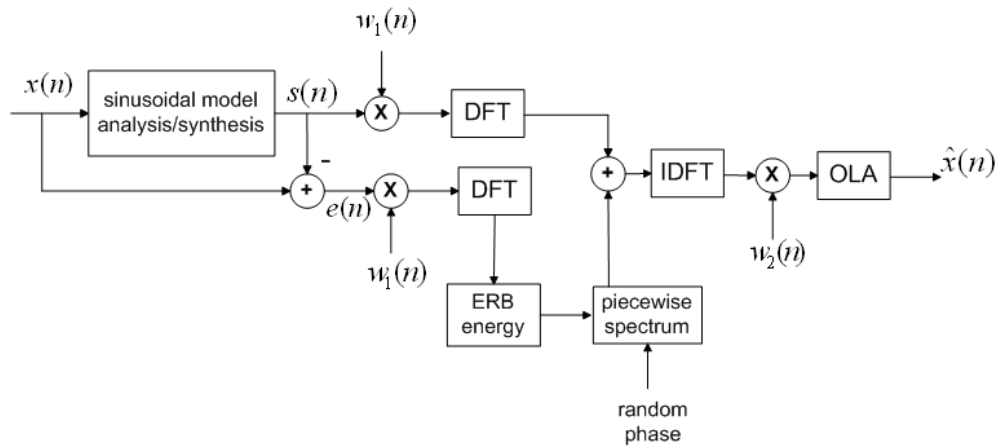 w₁(n)
x(n)
sinusoidal model
analysis/synthesis
s(n)
X
DFT
-
+
e(n)
X
DFT
w₁(n)
+
IDFT
X
OLA
x̂(n)
w₂(n)
ERB
energy
piecewise
spectrum
random
phase